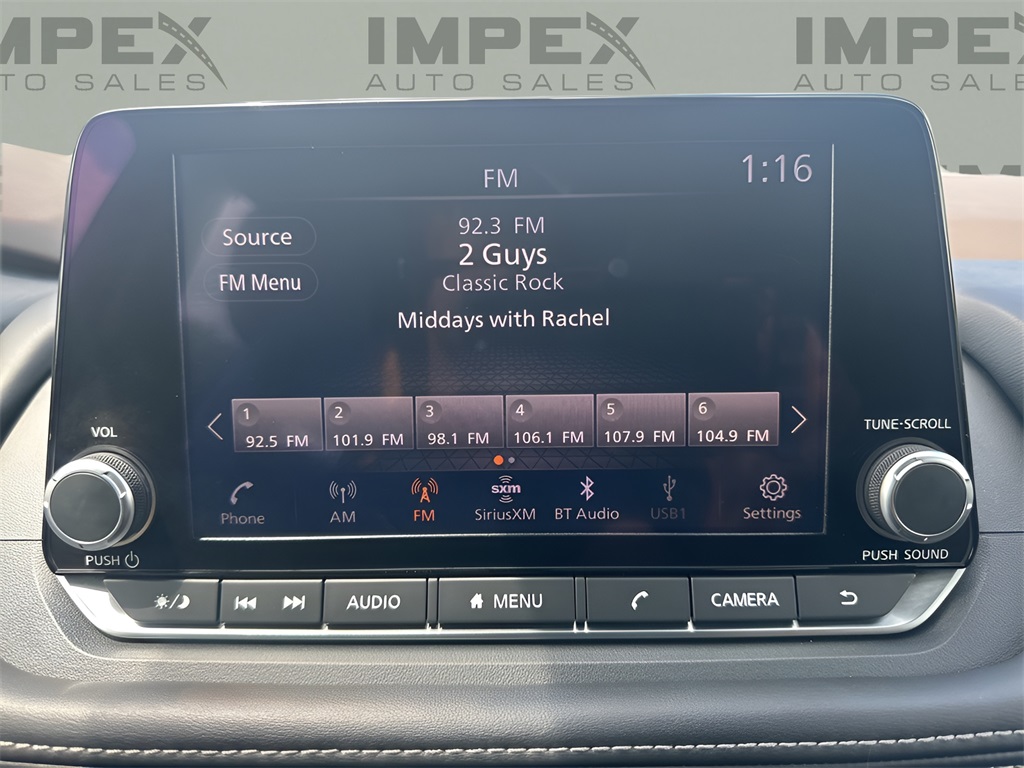 IMPEX IMPEX IMPEX
AUTO SALES AUTO SALES AUTO SALES
FM
1:16
Source
92.3 FM
2 Guys
FM Menu
Classic Rock
Middays with Rachel
1 2 3 4 5 6
92.5 FM 101.9 FM 98.1 FM 106.1 FM 107.9 FM 104.9 FM
VOL
TUNE·SCROLL
Phone AM FM sxm SiriusXM BT Audio USB1 Settings
PUSH
PUSH SOUND
AUDIO MENU CAMERA